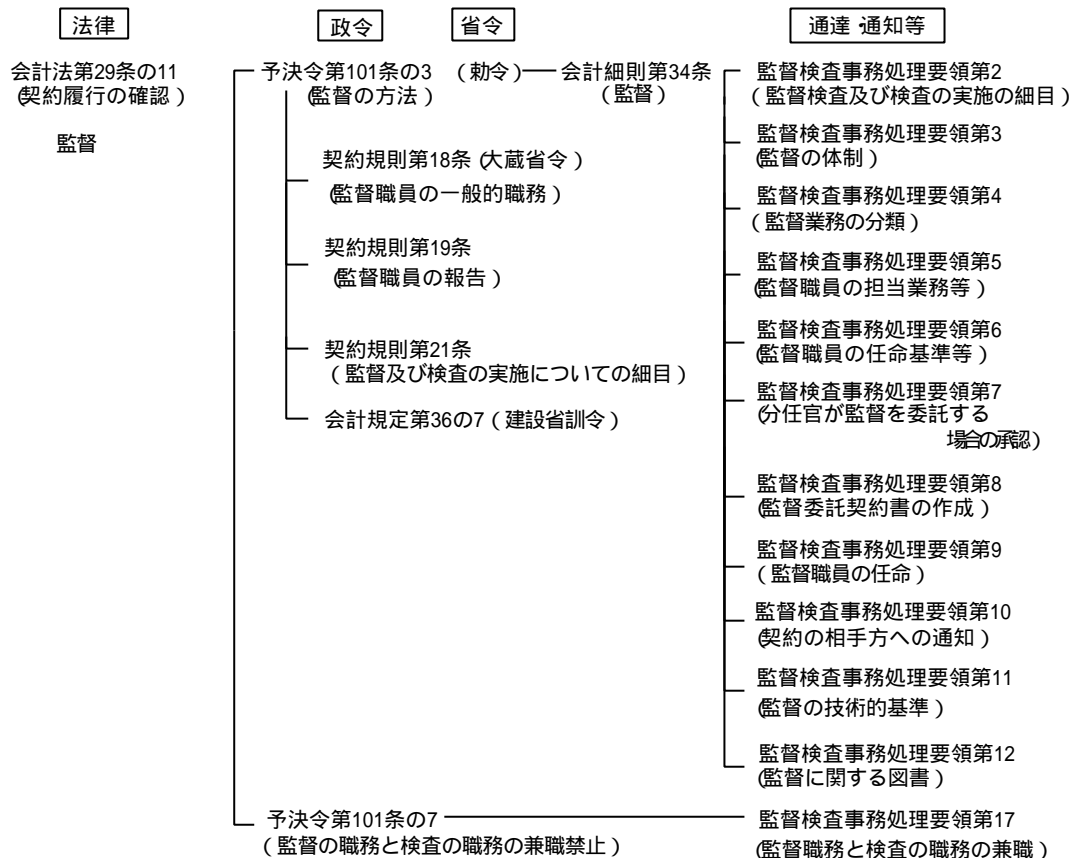 法律
政令
省令
通達・通知等
会計法第29条の11
(契約履行の確認)
監督
予決令第101条の3 (勅令)
(監督の方法)
契約規則第18条(大蔵省令)
(監督職員の一般的職務)
契約規則第19条
(監督職員の報告)
契約規則第21条
(監督及び検査の実施についての細目)
会計規定第36の7(建設省訓令)
会計細則第34条
(監督)
監督検査事務処理要領第2
(監督検査及び検査の実施の細目)
監督検査事務処理要領第3
(監督の体制)
監督検査事務処理要領第4
(監督業務の分類)
監督検査事務処理要領第5
(監督職員の担当業務等)
監督検査事務処理要領第6
(監督職員の任命基準等)
監督検査事務処理要領第7
(分任官が監督を委託する
場合の承認)
監督検査事務処理要領第8
(監督委託契約書の作成)
監督検査事務処理要領第9
(監督職員の任命)
監督検査事務処理要領第10
(契約の相手方への通知)
監督検査事務処理要領第11
(監督の技術的基準)
監督検査事務処理要領第12
(監督に関する図書)
予決令第101条の7
(監督の職務と検査の職務の兼職禁止)
監督検査事務処理要領第17
(監督職務と検査の職務の兼職)